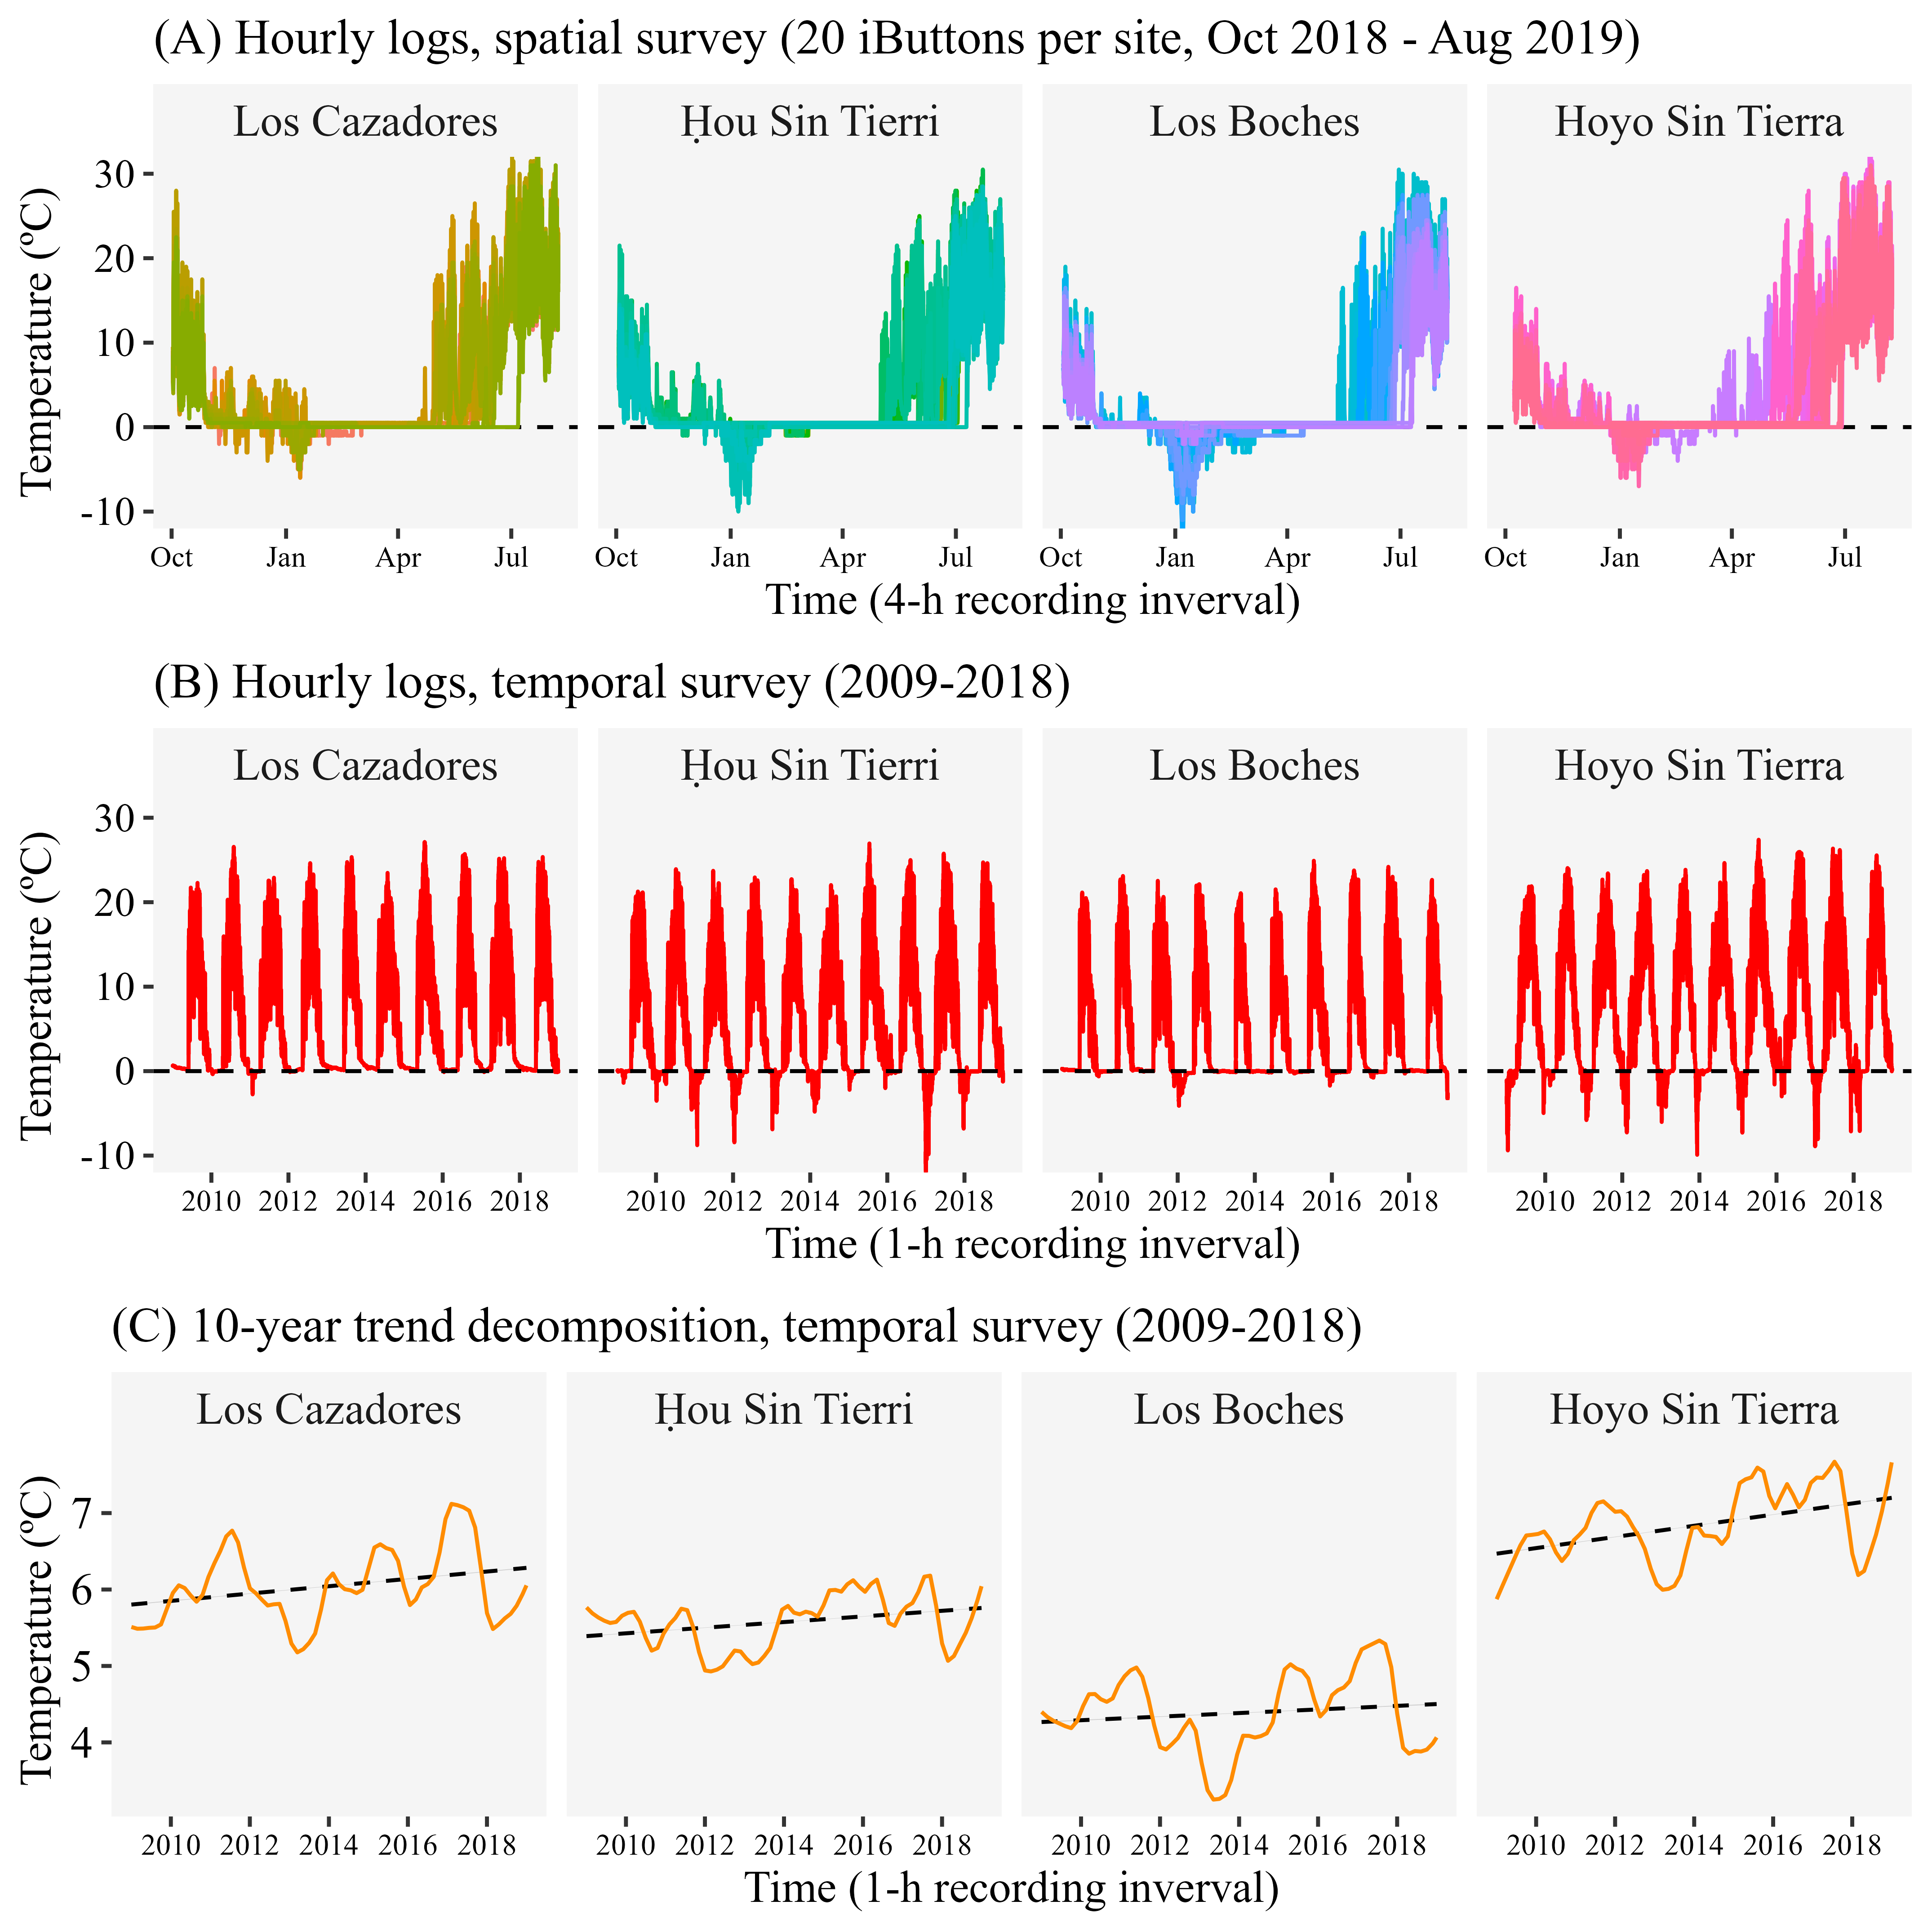 (A) Hourly logs, spatial survey (20 iButtons per site, Oct 2018 - Aug 2019)
Los Cazadores Ḥou Sin Tierri Los Boches Hoyo Sin Tierra
Temperature (ºC)
30
20
10
0
-10
Oct Jan Apr Jul Oct Jan Apr Jul Oct Jan Apr Jul Oct Jan Apr Jul
Time (4-h recording inverval)
(B) Hourly logs, temporal survey (2009-2018)
Los Cazadores Ḥou Sin Tierri Los Boches Hoyo Sin Tierra
Temperature (ºC)
30
20
10
0
-10
2010 2012 2014 2016 2018 2010 2012 2014 2016 2018 2010 2012 2014 2016 2018 2010 2012 2014 2016 2018
Time (1-h recording inverval)
(C) 10-year trend decomposition, temporal survey (2009-2018)
Los Cazadores Ḥou Sin Tierri Los Boches Hoyo Sin Tierra
Temperature (ºC)
7
6
5
4
2010 2012 2014 2016 2018 2010 2012 2014 2016 2018 2010 2012 2014 2016 2018 2010 2012 2014 2016 2018
Time (1-h recording inverval)